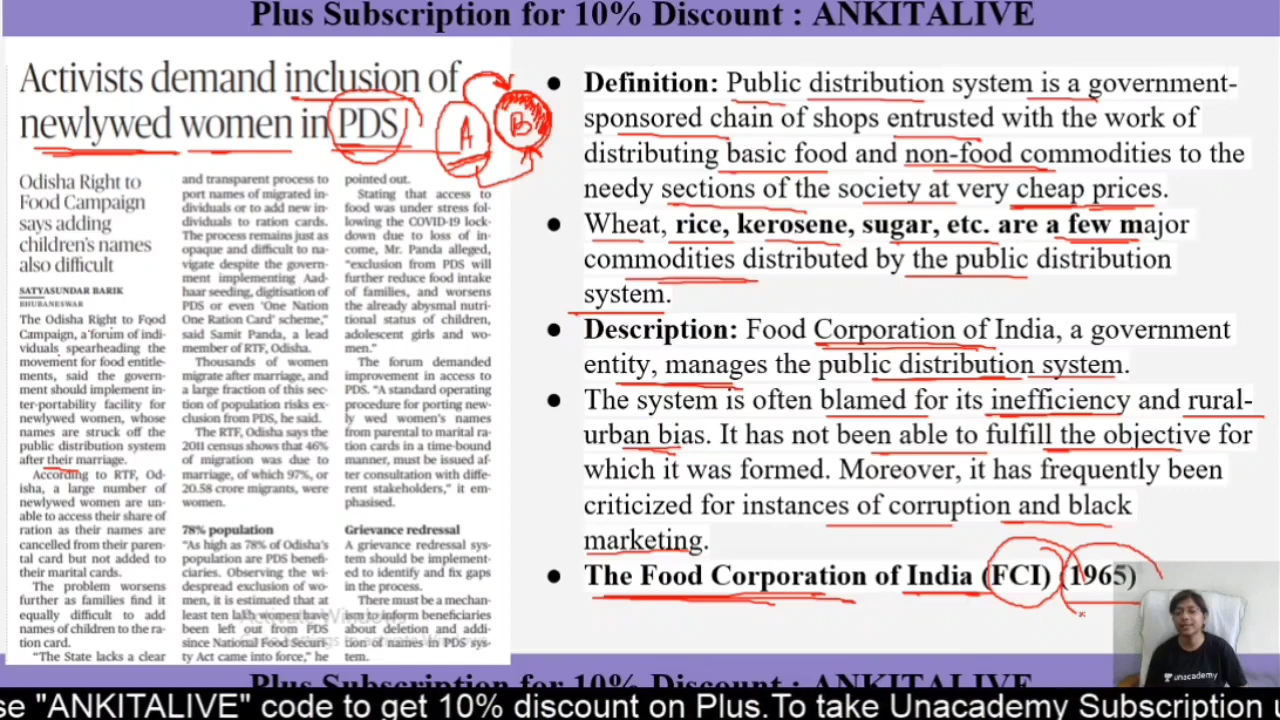 Plus Subscription for 10% Discount : ANKITALIVE
Activists demand inclusion of
newlywed women in PDS
A
B
Odisha Right to
Food Campaign
says adding
children's names
also difficult
SATYASUNDAR BARIK
BHUBANESWAR
The Odisha Right to Food
Campaign, a forum of indi-
viduals spearheading the
movement for food entitle-
ments, said the govern-
ment should implement in-
ter-portability facility for
newlywed women, whose
names are struck off the
public distribution system
after their marriage.
According to RTF, Od-
isha, a large number of
newlywed women are un-
able to access their share of
ration as their names are
cancelled from their paren-
tal card but not added to
their marital cards.
The problem worsens
further as families find it
equally difficult to add
names of children to the ra-
tion card.
"The State lacks a clear
and transparent process to
port names of migrated in-
dividuals or to add new in-
dividuals to ration cards.
The process remains just as
opaque and difficult to na-
vigate despite the govern-
ment implementing Aad-
haar seeding, digitisation of
PDS or even 'One Nation
One Ration Card' scheme,"
said Samit Panda, a lead
member of RTF, Odisha.
Thousands of women
migrate after marriage, and
a large fraction of this sec-
tion of population risks ex-
clusion from PDS, he said.
The RTF, Odisha says the
2011 census shows that 46%
of migration was due to
marriage, of which 97%, or
20.58 crore migrants, were
women.
78% population
"As high as 78% of Odisha's
population are PDS benefi-
ciaries. Observing the wi-
despread exclusion of wo-
men, it is estimated that at
least ten lakh women have
been left out from PDS
since National Food Securi-
ty Act came into force," he
pointed out.
Stating that access to
food was under stress fol-
lowing the COVID-19 lock-
down due to loss of in-
come, Mr. Panda alleged,
"exclusion from PDS will
further reduce food intake
of families, and worsens
the already abysmal nutri-
tional status of children,
adolescent girls and wo-
men."
The forum demanded
improvement in access to
PDS. "A standard operating
procedure for porting new-
ly wed women's names
from parental to marital ra-
tion cards in a time-bound
manner, must be issued af-
ter consultation with diffe-
rent stakeholders," it em-
phasised.
Grievance redressal
A grievance redressal sys-
tem should be implement-
ed to identify and fix gaps
in the process.
There must be a mechan-
ism to inform beneficiaries
about deletion and addi-
tion of names in PDS sys-
tem.
● Definition: Public distribution system is a government-
sponsored chain of shops entrusted with the work of
distributing basic food and non-food commodities to the
needy sections of the society at very cheap prices.
● Wheat, rice, kerosene, sugar, etc. are a few major
commodities distributed by the public distribution
system.
● Description: Food Corporation of India, a government
entity, manages the public distribution system.
● The system is often blamed for its inefficiency and rural-
urban bias. It has not been able to fulfill the objective for
which it was formed. Moreover, it has frequently been
criticized for instances of corruption and black
marketing.
● The Food Corporation of India (FCI) (1965)
unacademy
Plus Subscription for 10% Discount : ANKITALIVE
se "ANKITALIVE" code to get 10% discount on Plus.To take Unacademy Subscription u